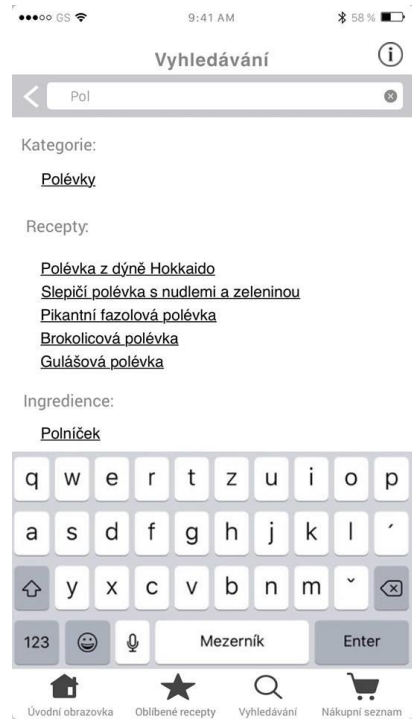 GS 9:41 AM 58 %
Vyhledávání
Pol
Kategorie:
Polévky
Recepty:
Polévka z dýně Hokkaido
Slepičí polévka s nudlemi a zeleninou
Pikantní fazolová polévka
Brokolicová polévka
Gulášová polévka
Ingredience:
Polníček
q w e r t z u i o p
a s d f g h j k l ´
y x c v b n m ˇ
123 Mezerník Enter
Úvodní obrazovka Oblíbené recepty Vyhledávání Nákupní seznam